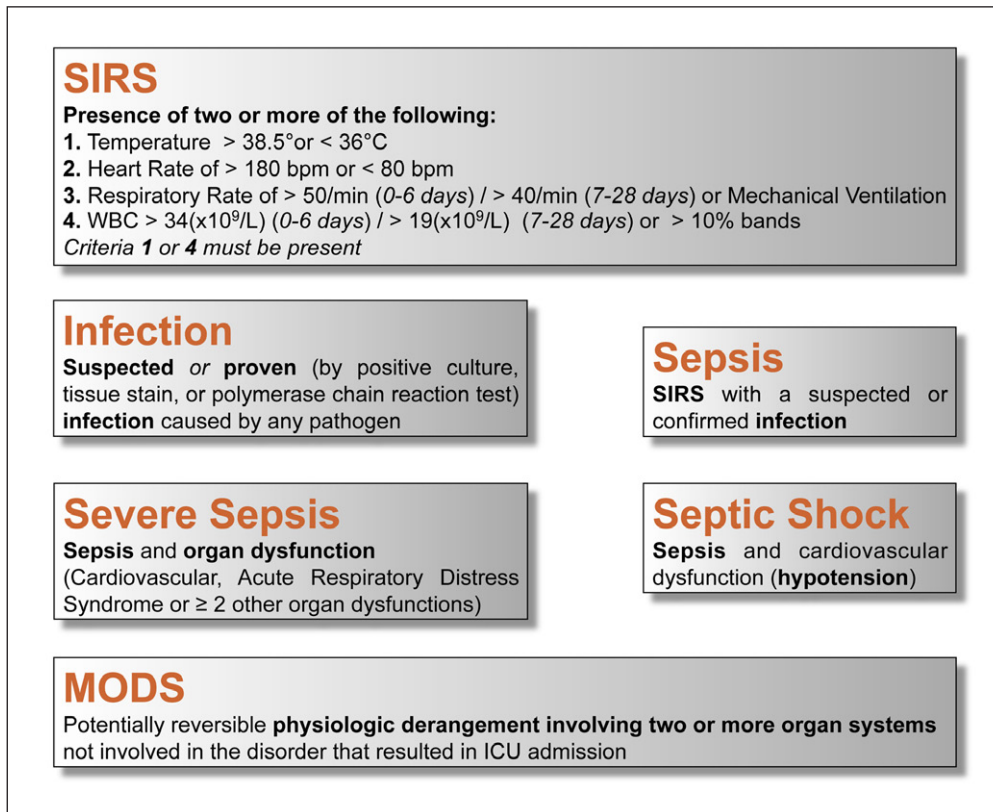 SIRS
Presence of two or more of the following:
1. Temperature > 38.5°or < 36°C
2. Heart Rate of > 180 bpm or < 80 bpm
3. Respiratory Rate of > 50/min (0-6 days) / > 40/min (7-28 days) or Mechanical Ventilation
4. WBC > 34(x10⁹/L) (0-6 days) / > 19(x10⁹/L) (7-28 days) or > 10% bands
Criteria 1 or 4 must be present
Infection
Suspected or proven (by positive culture,
tissue stain, or polymerase chain reaction test)
infection caused by any pathogen
Sepsis
SIRS with a suspected or
confirmed infection
Severe Sepsis
Sepsis and organ dysfunction
(Cardiovascular, Acute Respiratory Distress
Syndrome or ≥ 2 other organ dysfunctions)
Septic Shock
Sepsis and cardiovascular
dysfunction (hypotension)
MODS
Potentially reversible physiologic derangement involving two or more organ systems
not involved in the disorder that resulted in ICU admission